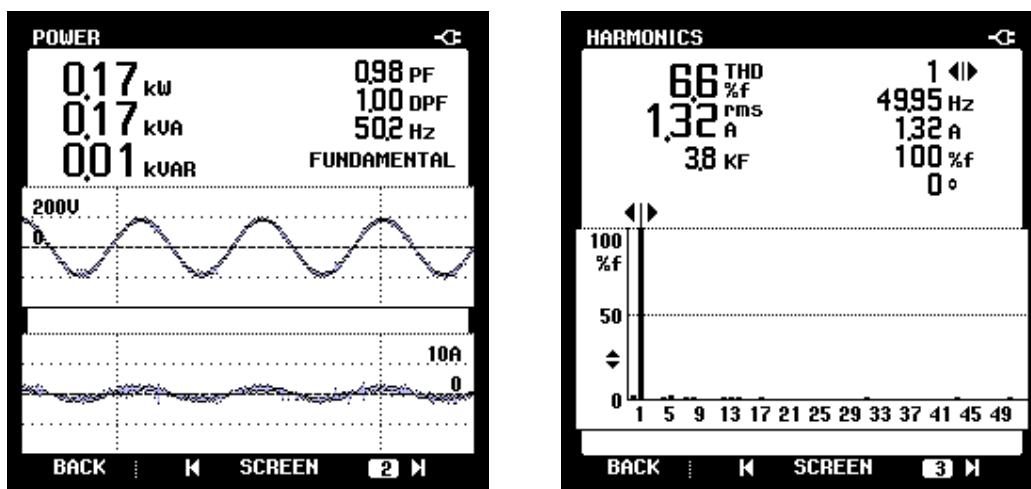 POWER
0.17 kW
0.17 kVA
0.01 kVAR
0.98 PF
1.00 DPF
50.2 Hz
FUNDAMENTAL
200V
0
10A
0
BACK SCREEN 2
HARMONICS
6.6 THD %f
1.32 rms A
3.8 KF
1
49.95 Hz
1.32 A
100 %f
0 °
100
%f
50
0
1 5 9 13 17 21 25 29 33 37 41 45 49
BACK SCREEN 3